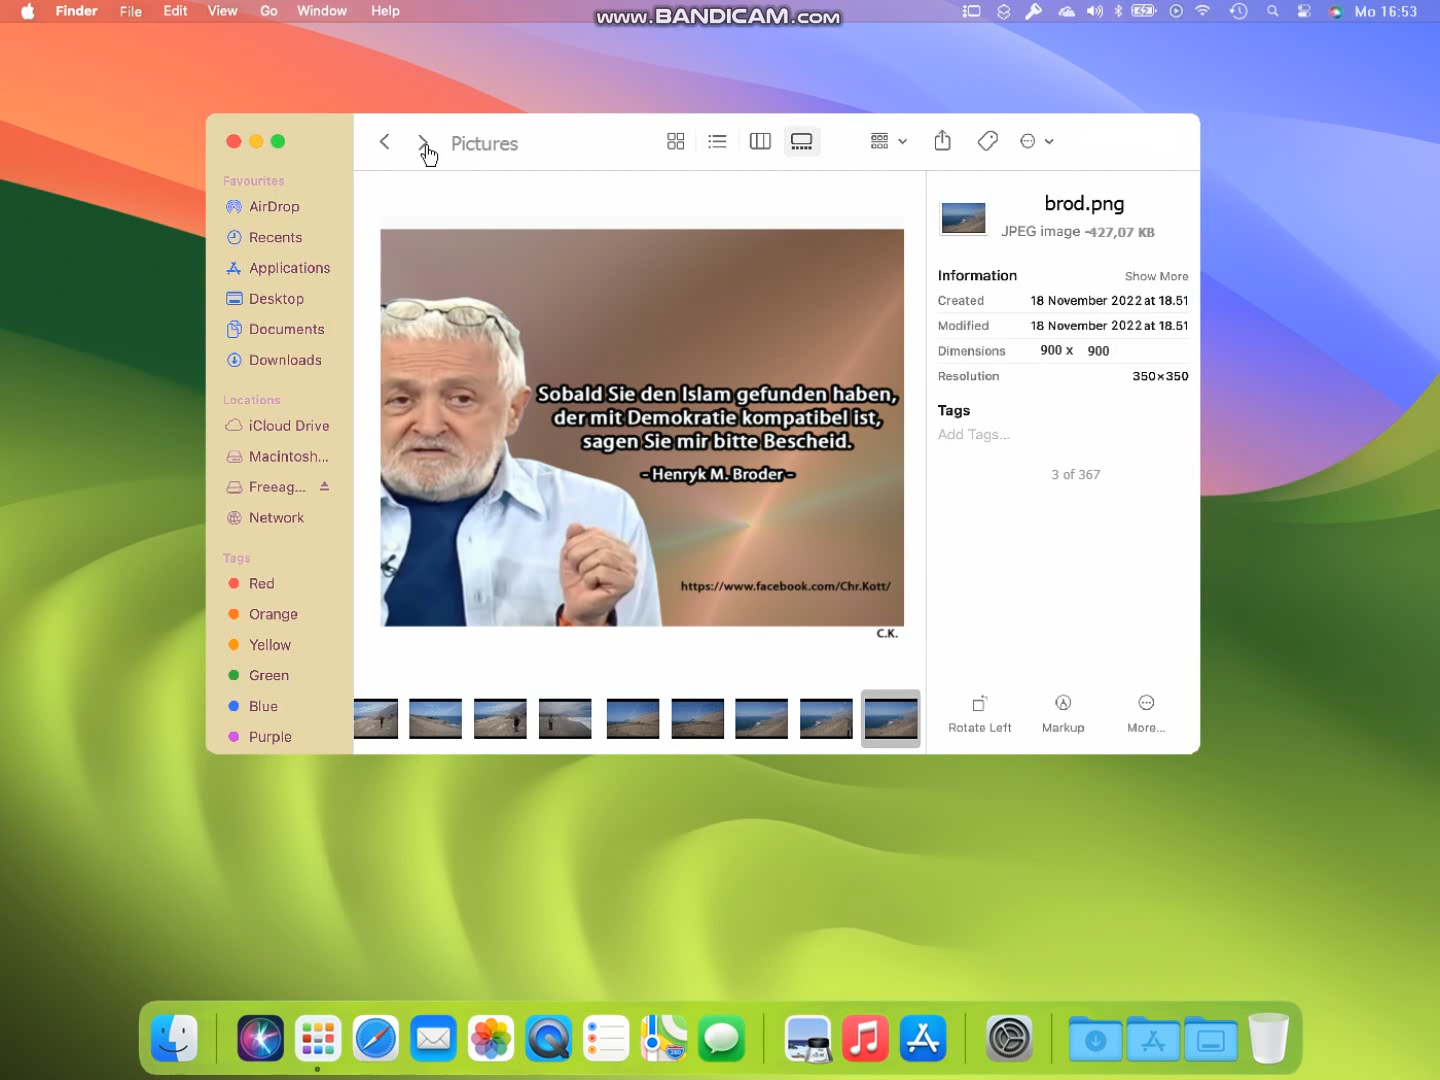 Finder File Edit View Go Window Help
www.BANDICAM.com
Mo 16:53
Pictures
Favourites
AirDrop
Recents
Applications
Desktop
Documents
Downloads
Locations
iCloud Drive
Macintosh...
Freeag...
Network
Tags
Red
Orange
Yellow
Green
Blue
Purple
Sobald Sie den Islam gefunden haben,
der mit Demokratie kompatibel ist,
sagen Sie mir bitte Bescheid.
- Henryk M. Broder -
https://www.facebook.com/Chr.Kott/
C.K.
brod.png
JPEG image -427,07 KB
Information Show More
Created 18 November 2022 at 18.51
Modified 18 November 2022 at 18.51
Dimensions 900 x 900
Resolution 350×350
Tags
Add Tags...
3 of 367
Rotate Left Markup More...